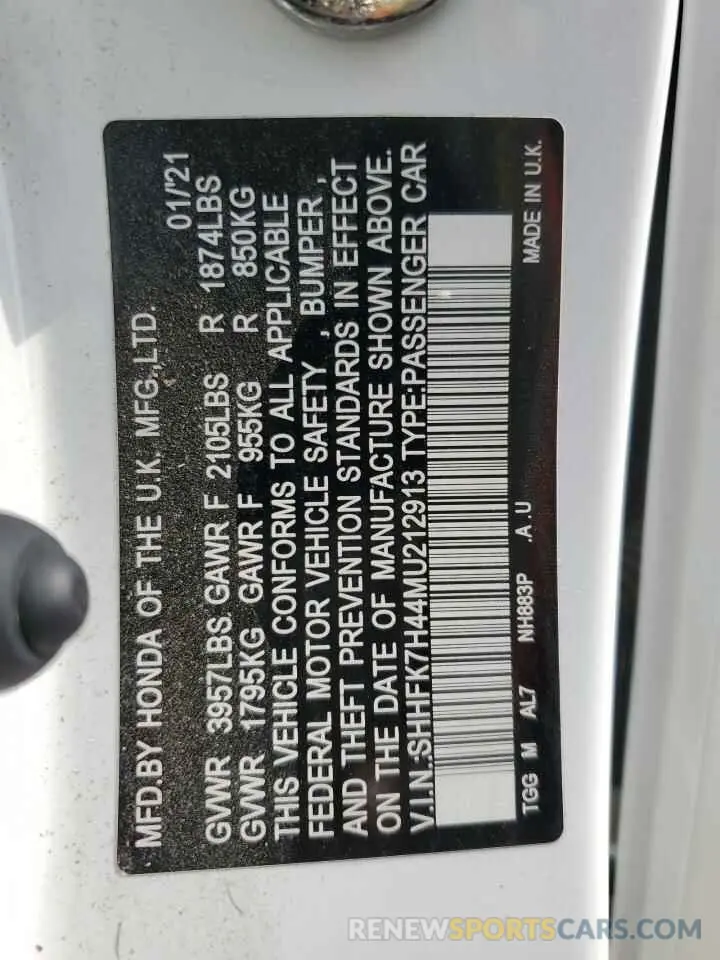 MFD.BY HONDA OF THE U.K. MFG.,LTD.
01/'21
GVWR 3957LBS GAWR F 2105LBS R 1874LBS
GVWR 1795KG GAWR F 955KG R 850KG
THIS VEHICLE CONFORMS TO ALL APPLICABLE
FEDERAL MOTOR VEHICLE SAFETY , BUMPER ,
AND THEFT PREVENTION STANDARDS IN EFFECT
ON THE DATE OF MANUFACTURE SHOWN ABOVE.
V.I.N.:SHHFK7H44MU212913 TYPE:PASSENGER CAR
TGG M AL7 NH883P .A .U MADE IN U.K.
RENEWSPORTSCARS.COM